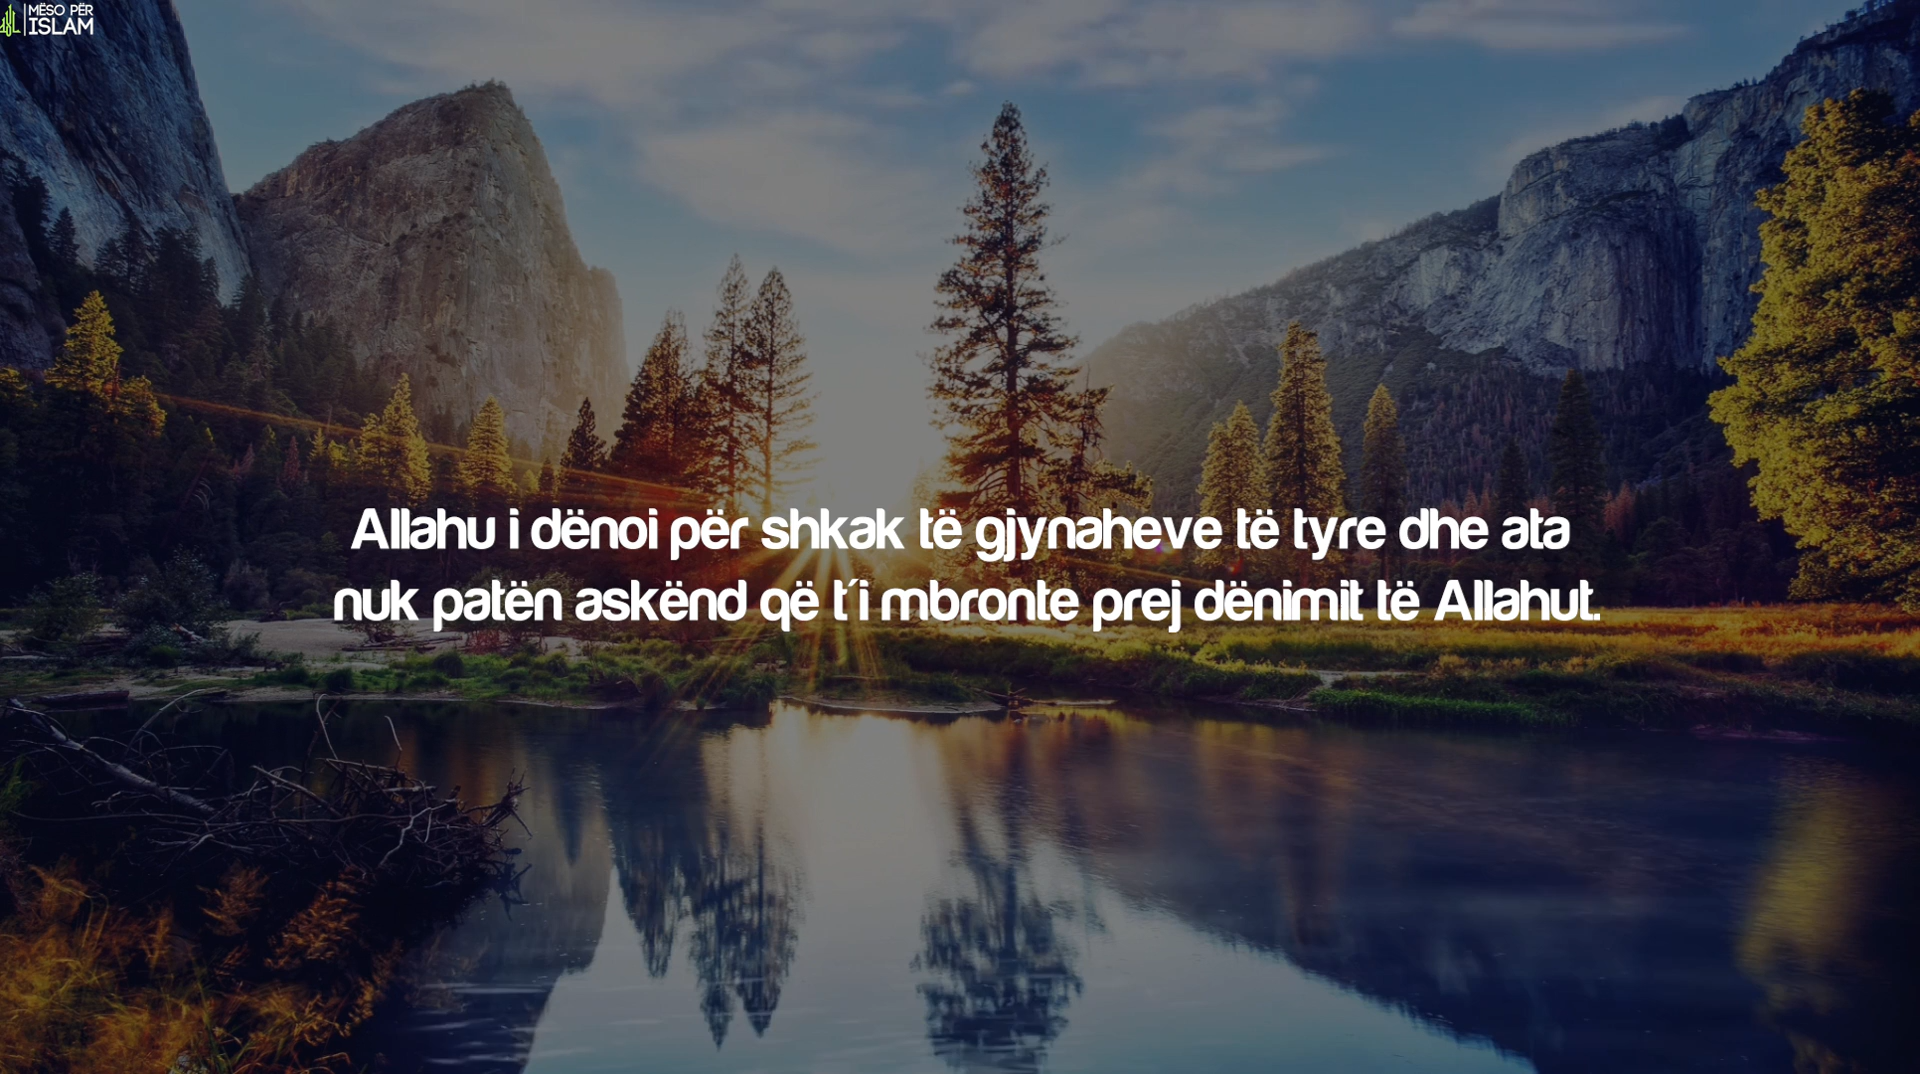 MËSO PËR
ISLAM
Allahu i dënoi për shkak të gjynaheve të tyre dhe ata
nuk patën askënd që t´i mbronte prej dënimit të Allahut.